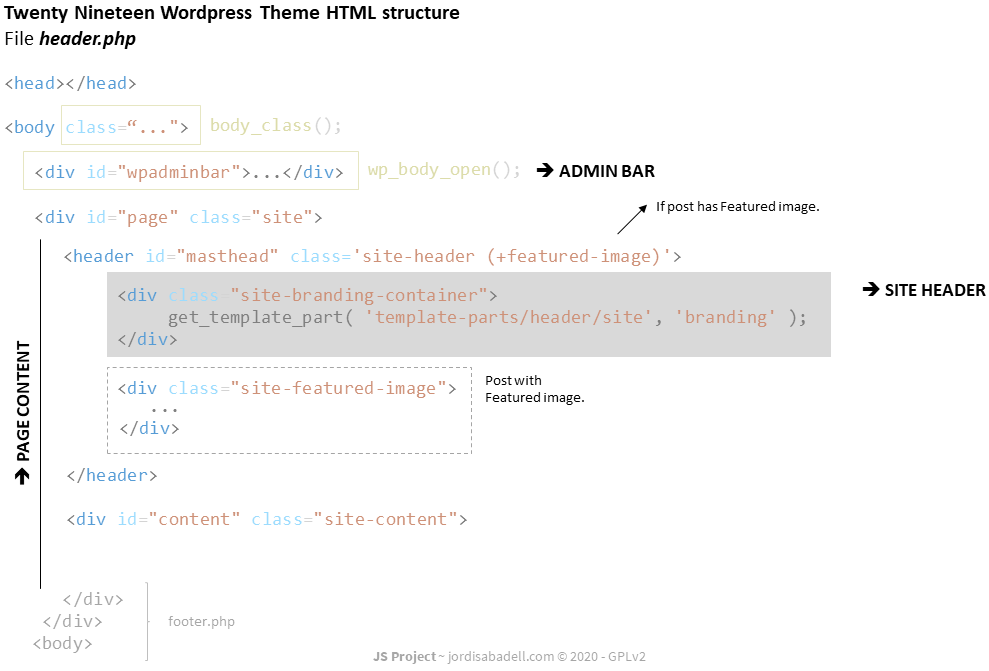 Twenty Nineteen Wordpress Theme HTML structure
File header.php
<head></head>
<body class=“..."> body_class();
<div id="wpadminbar">...</div> wp_body_open(); ➔ ADMIN BAR
<div id="page" class="site">
If post has Featured image.
<header id="masthead" class='site-header (+featured-image)'>
➔ SITE HEADER
<div class="site-branding-container">
get_template_part( 'template-parts/header/site', 'branding' );
</div>
➔ PAGE CONTENT
<div class="site-featured-image">
...
</div>
Post with
Featured image.
</header>
<div id="content" class="site-content">
</div>
</div>
<body>
footer.php
JS Project ~ jordisabadell.com © 2020 - GPLv2